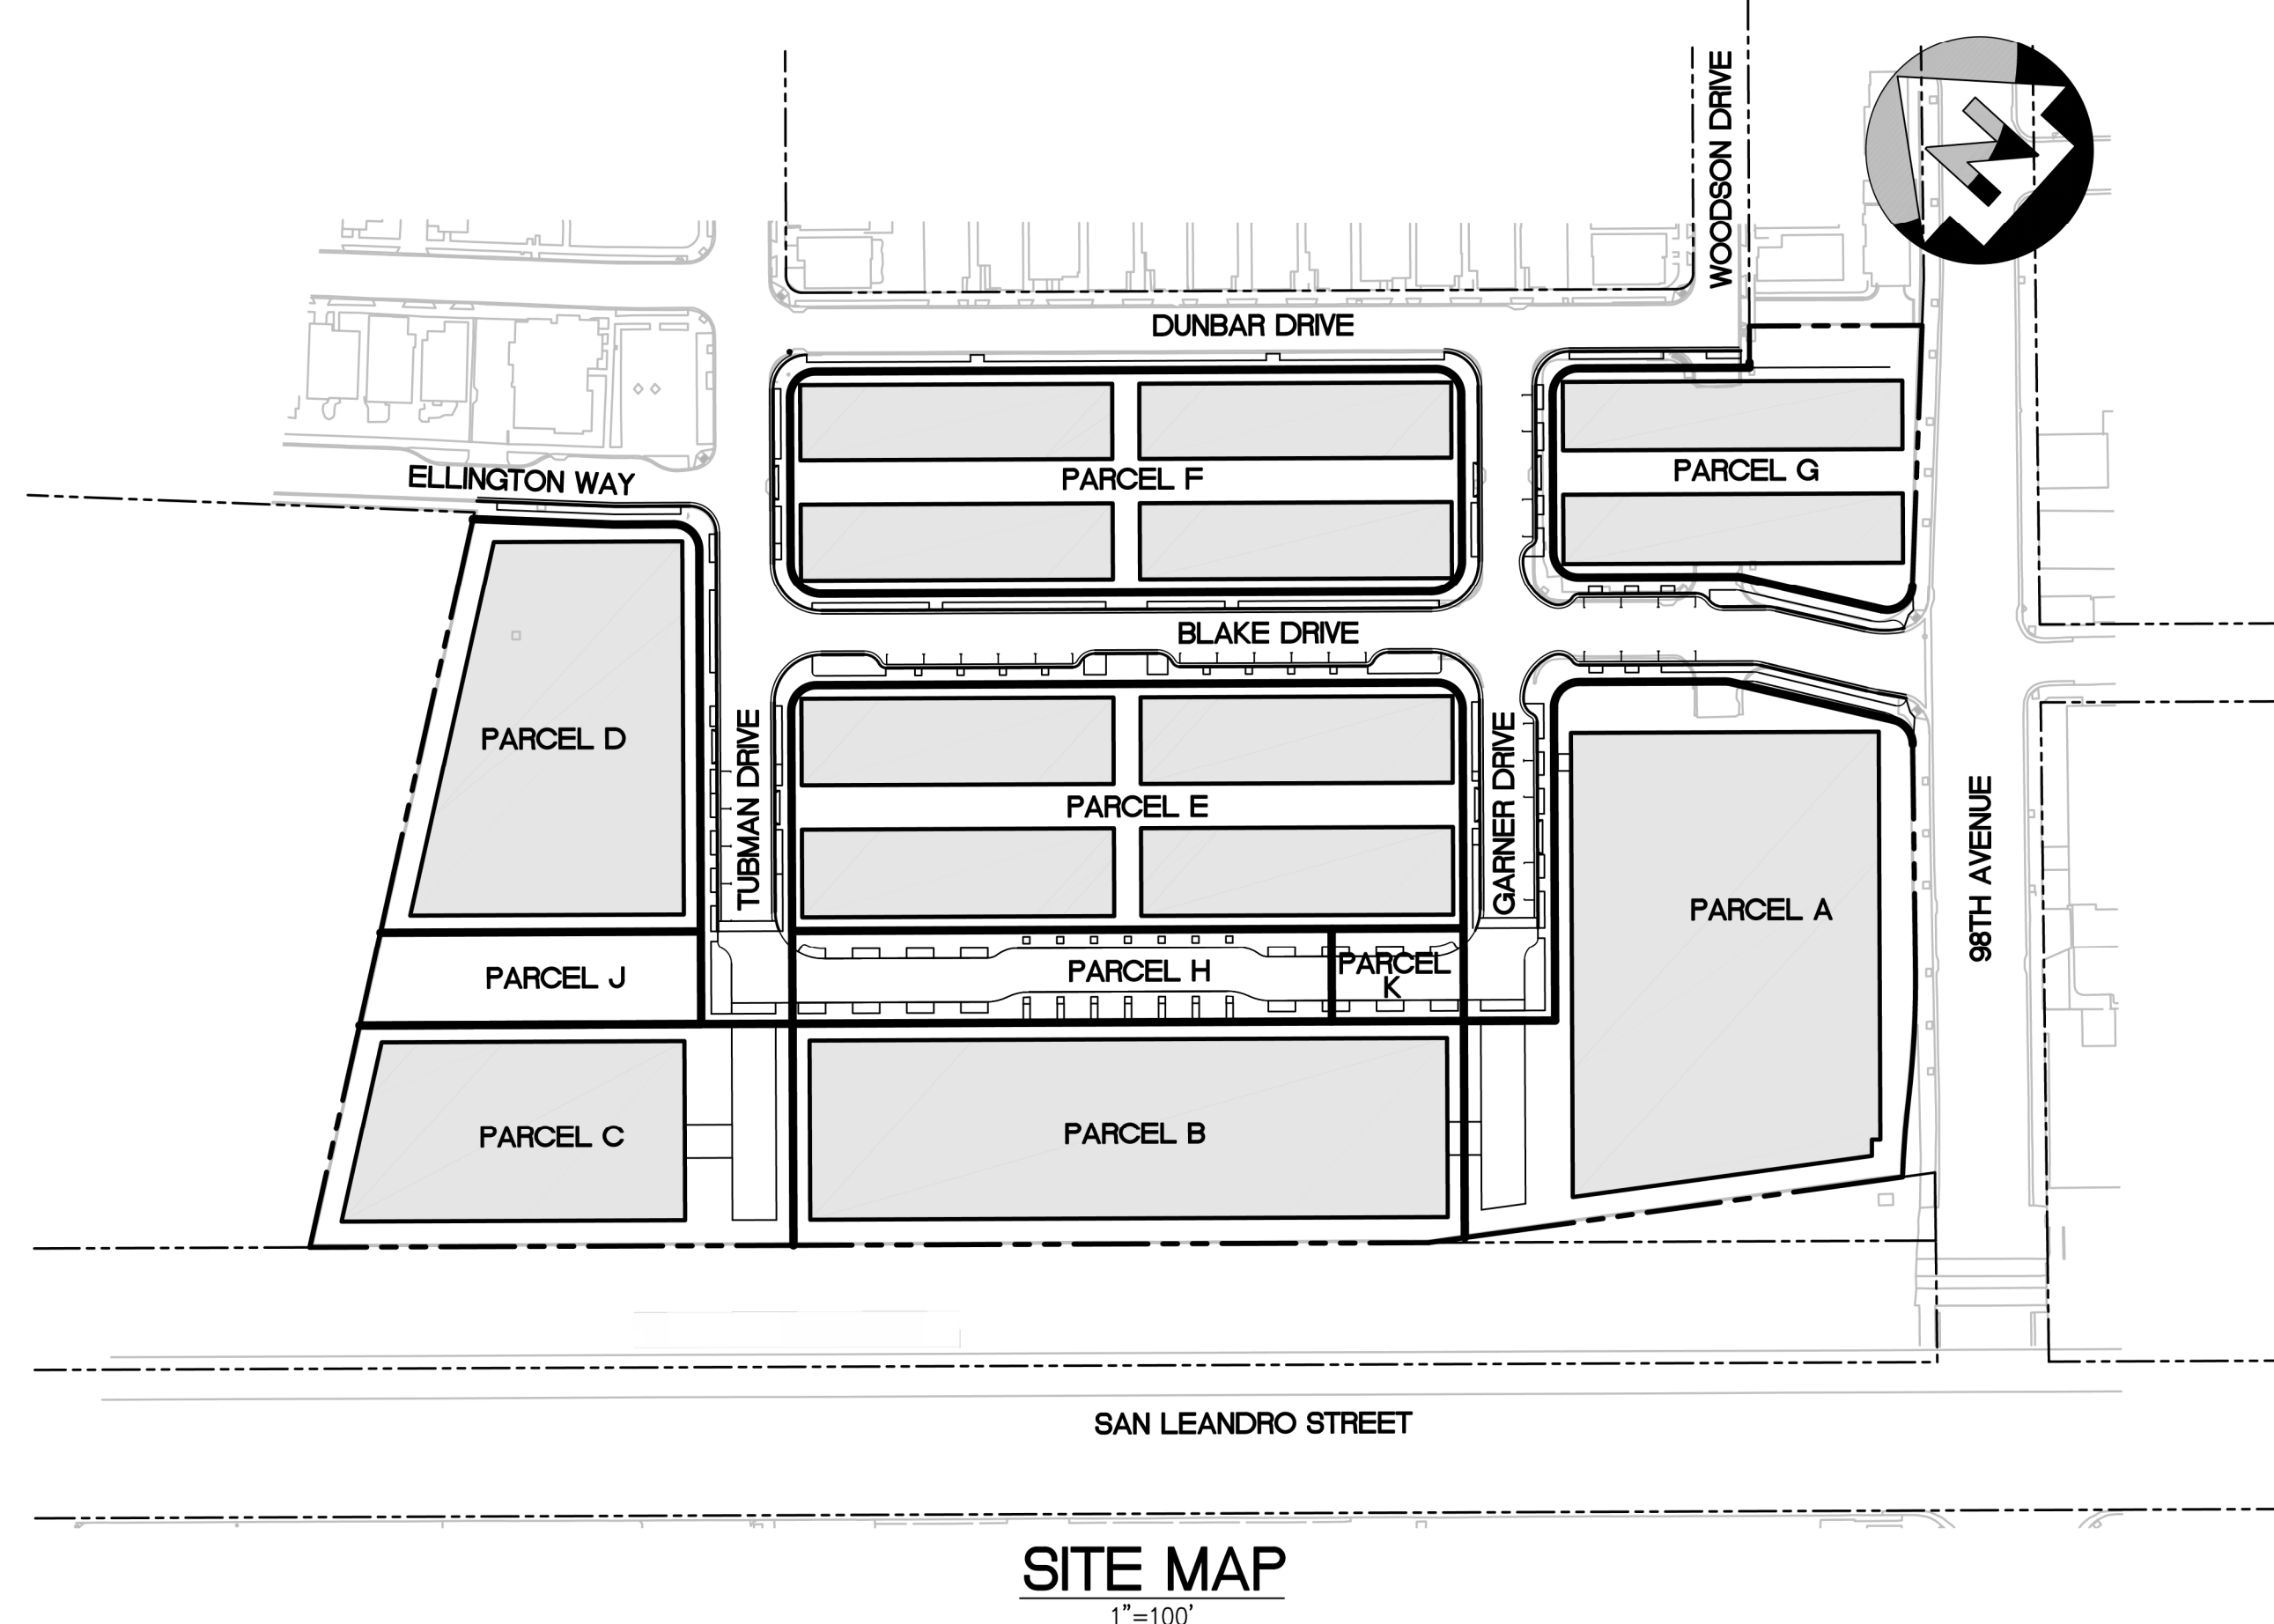 WOODSON DRIVE
N
DUNBAR DRIVE
ELLINGTON WAY
PARCEL F
PARCEL G
BLAKE DRIVE
PARCEL D
TUBMAN DRIVE
PARCEL E
GARNER DRIVE
PARCEL A
98TH AVENUE
PARCEL J
PARCEL H
PARCEL
K
PARCEL C
PARCEL B
SAN LEANDRO STREET
SITE MAP
1"=100'